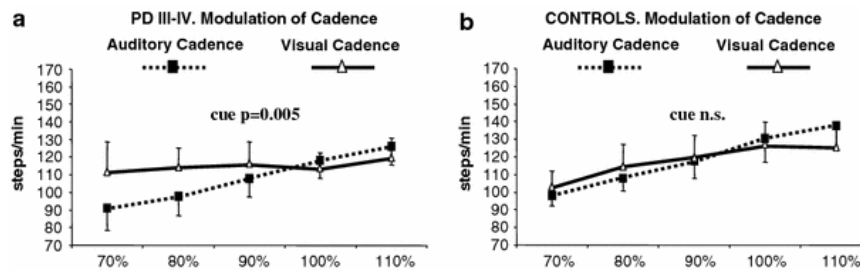 a
PD III-IV. Modulation of Cadence
Auditory Cadence Visual Cadence
170
160
150
140
130
120
110
100
90
80
70
steps/min
cue p=0.005
70% 80% 90% 100% 110%
b
CONTROLS. Modulation of Cadence
Auditory Cadence Visual Cadence
170
160
150
140
130
120
110
100
90
80
70
steps/min
cue n.s.
70% 80% 90% 100% 110%